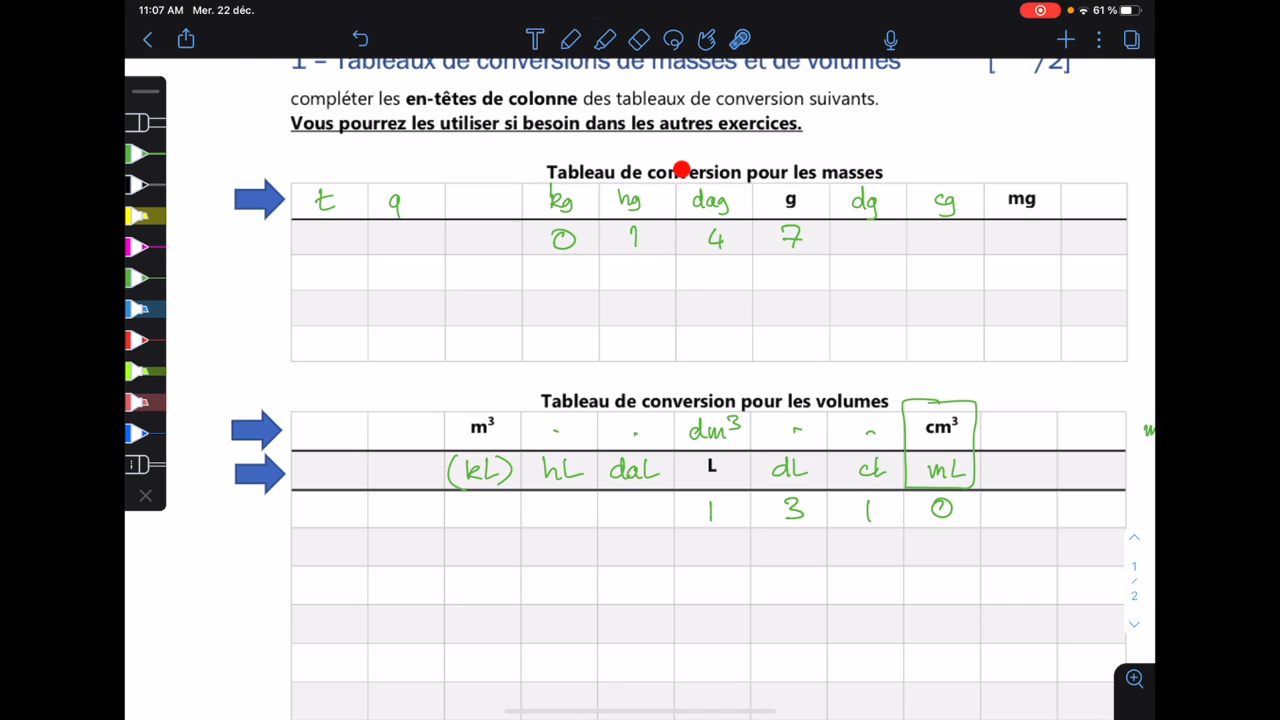 11:07 AM Mer. 22 déc. 61 %
1 – Tableaux de conversions de masses et de volumes [ /2]
compléter les en-têtes de colonne des tableaux de conversion suivants.
Vous pourrez les utiliser si besoin dans les autres exercices.
Tableau de conversion pour les masses
t q kg hg dag g dg cg mg
0 1 4 7
Tableau de conversion pour les volumes
m³ . . dm³ - - cm³ m
(kL) hL daL L dL cL mL
1 3 1 0
1
/
2